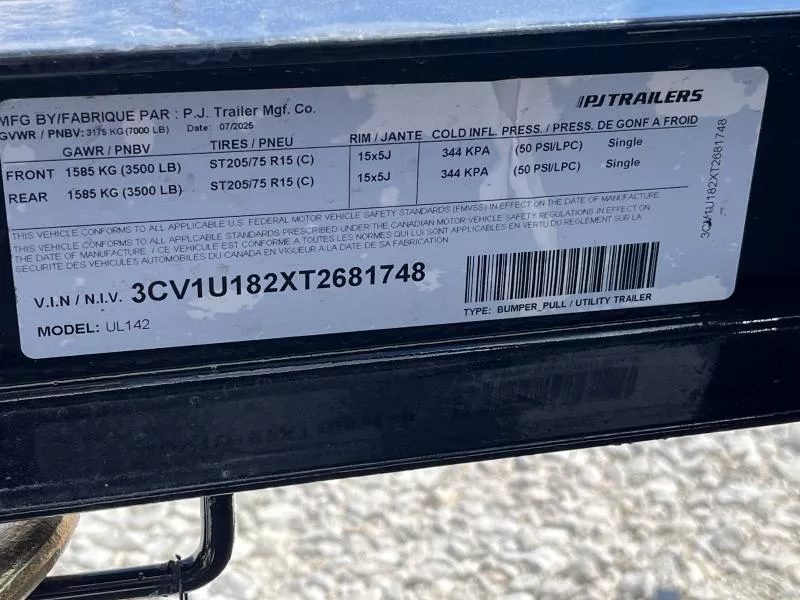 MFG BY/FABRIQUE PAR : P.J. Trailer Mgf. Co.
PJ TRAILERS
GVWR / PNBV: 3175 KG (7000 LB) Date: 07/2025
GAWR / PNBV TIRES / PNEU RIM / JANTE COLD INFL. PRESS. / PRESS. DE GONF A FROID
FRONT 1585 KG (3500 LB) ST205/75 R15 (C) 15x5J 344 KPA (50 PSI/LPC) Single
REAR 1585 KG (3500 LB) ST205/75 R15 (C) 15x5J 344 KPA (50 PSI/LPC) Single
THIS VEHICLE CONFORMS TO ALL APPLICABLE U.S. FEDERAL MOTOR VEHICLE SAFETY STANDARDS (FMVSS) IN EFFECT ON THE DATE OF MANUFACTURE.
THIS VEHICLE CONFORMS TO ALL APPLICABLE STANDARDS PRESCRIBED UNDER THE CANADIAN MOTOR-VEHICLE SAFETY REGULATIONS IN EFFECT ON
THE DATE OF MANUFACTURE / CE VEHICULE EST CONFORME A TOUTES LES NORMES QUI LUI SONT APPLICABLES EN VERTU DU REGLEMENT SUR LA
SECURITE DES VEHICULES AUTOMOBILES DU CANADA EN VIGUEUR A LA DATE DE SA FABRICATION
V.I.N / N.I.V. 3CV1U182XT2681748
MODEL: UL142
TYPE: BUMPER_PULL / UTILITY TRAILER
3CV1U182XT2681748